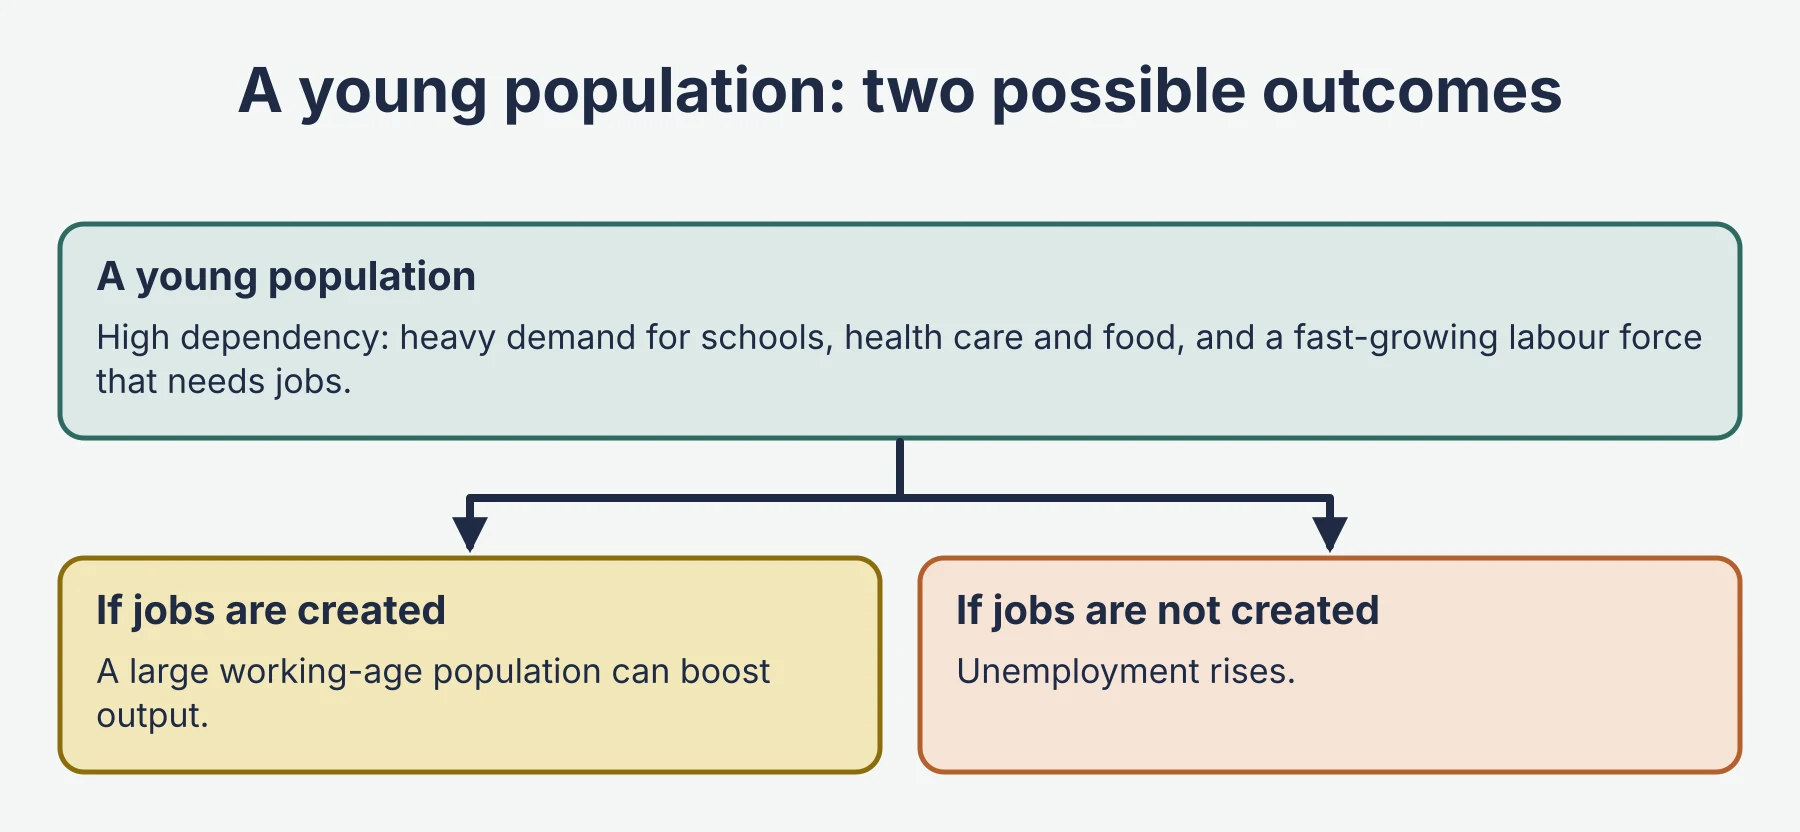 A young population: two possible outcomes
A young population
High dependency: heavy demand for schools, health care and food, and a fast-growing labour force
that needs jobs.
If jobs are created
A large working-age population can boost
output.
If jobs are not created
Unemployment rises.